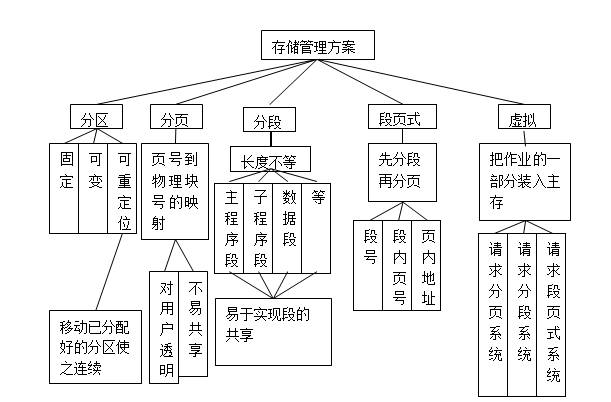 存储管理方案
分区
分页
分段
段页式
虚拟
固定
可变
可重定位
页号到
物理块
号的映
射
长度不等
先分段
再分页
把作业的一
部分装入主
存
主程序段
子程序段
数据段
等
段号
段内页号
页内地址
请求分页系统
请求分段系统
请求段页式系统
对用户透明
不易共享
易于实现段的
共享
移动已分配
好的分区使
之连续